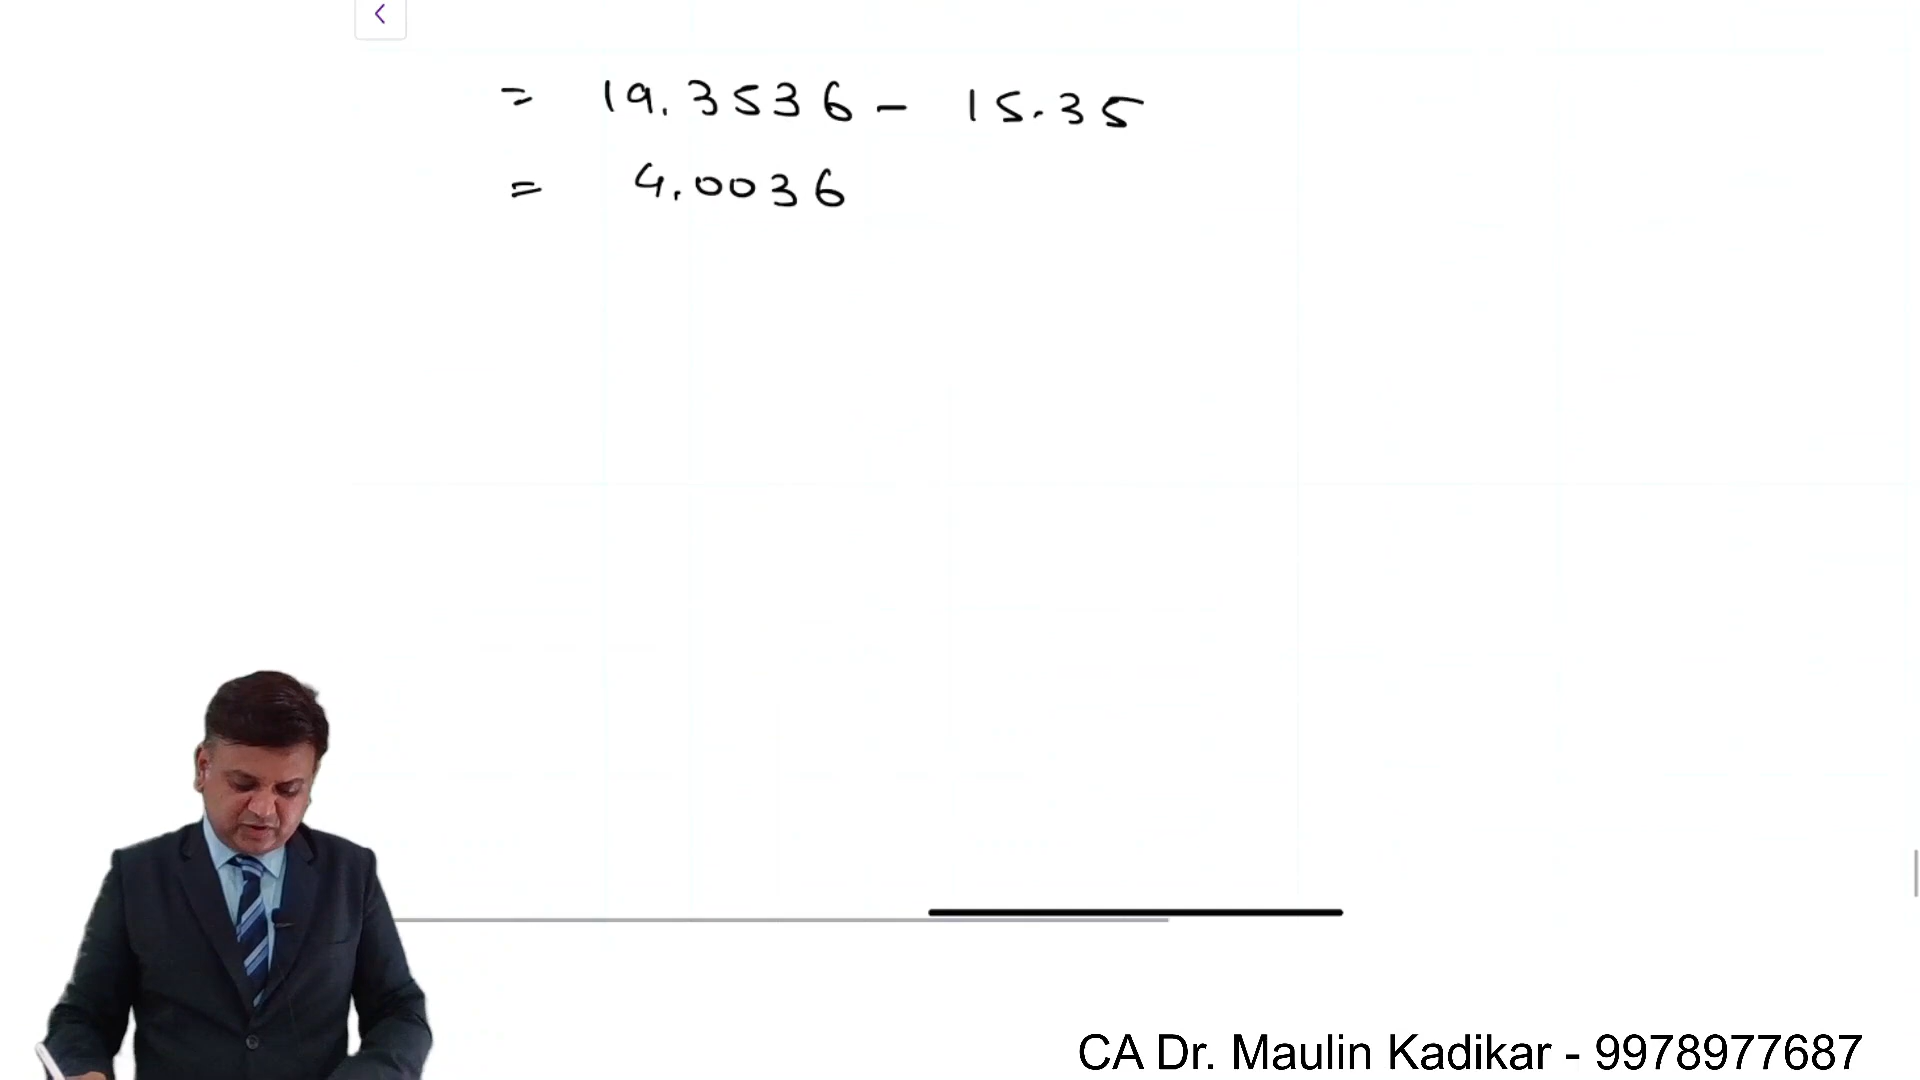 = 19.3536 - 15.35
= 4.0036
CA Dr. Maulin Kadikar - 9978977687